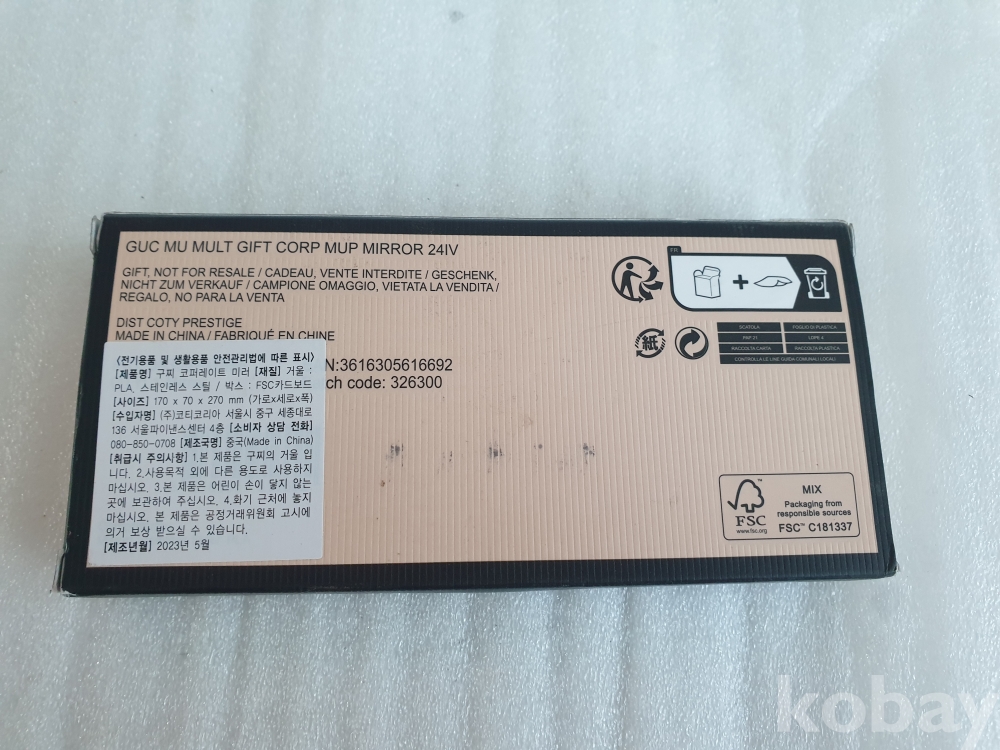 GUC MU MULT GIFT CORP MUP MIRROR 24IV
GIFT, NOT FOR RESALE / CADEAU, VENTE INTERDITE / GESCHENK,
NICHT ZUM VERKAUF / CAMPIONE OMAGGIO, VIETATA LA VENDITA /
REGALO, NO PARA LA VENTA
DIST COTY PRESTIGE
MADE IN CHINA / FABRIQUÉ EN CHINE
N:3616305616692
ch code: 326300
<전기용품 및 생활용품 안전관리법에 따른 표시>
[제품명] 구찌 코퍼레이트 미러 [재질] 거울 :
PLA, 스테인레스 스틸 / 박스 : FSC카드보드
[사이즈] 170 x 70 x 270 mm (가로x세로x폭)
[수입자명] (주)코티코리아 서울시 중구 세종대로
136 서울파이낸스센터 4층 [소비자 상담 전화]
080-850-0708 [제조국명] 중국(Made in China)
[취급시 주의사항] 1.본 제품은 구찌의 거울 입
니다. 2.사용목적 외에 다른 용도로 사용하지
마십시오. 3.본 제품은 어린이 손이 닿지 않는
곳에 보관하여 주십시오. 4.화기 근처에 놓지
마십시오. 본 제품은 공정거래위원회 고시에
의거 보상 받으실 수 있습니다.
[제조년월] 2023년 5월
FR
+
紙
SCATOLA
FOGLIO DI PLASTICA
PAP 21
LDPE 4
RACCOLTA CARTA
RACCOLTA PLASTICA
CONTROLLA LE LINEE GUIDA COMUNALI LOCALI
FSC
www.fsc.org
MIX
Packaging from
responsible sources
FSC™ C181337
kobay